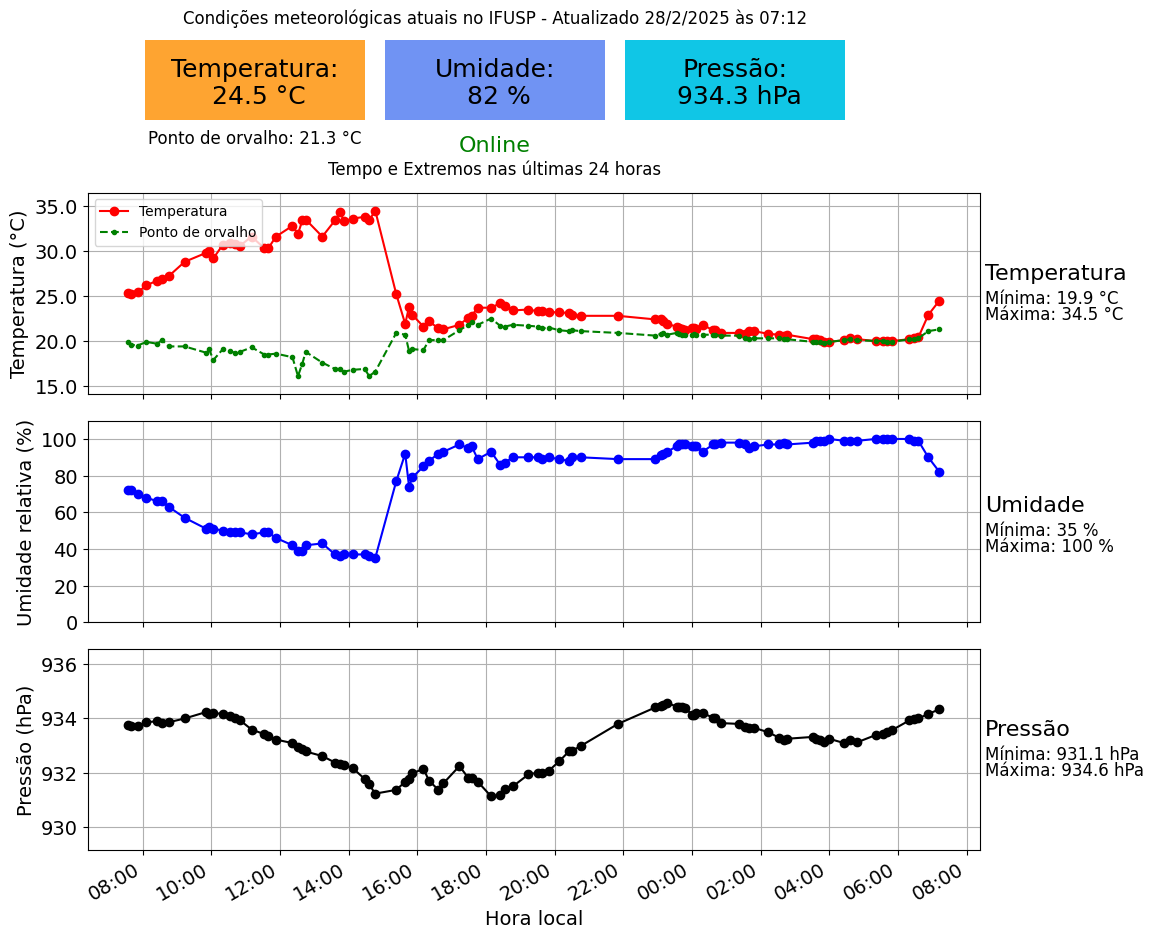 Condições meteorológicas atuais no IFUSP - Atualizado 28/2/2025 às 07:12
Temperatura:
24.5 °C
Umidade:
82 %
Pressão:
934.3 hPa
Ponto de orvalho: 21.3 °C
Online
Tempo e Extremos nas últimas 24 horas
Temperatura (°C)
35.0
30.0
25.0
20.0
15.0
Temperatura
Ponto de orvalho
Temperatura
Mínima: 19.9 °C
Máxima: 34.5 °C
Umidade relativa (%)
100
80
60
40
20
0
Umidade
Mínima: 35 %
Máxima: 100 %
Pressão (hPa)
936
934
932
930
Pressão
Mínima: 931.1 hPa
Máxima: 934.6 hPa
08:00
10:00
12:00
14:00
16:00
18:00
20:00
22:00
00:00
02:00
04:00
06:00
08:00
Hora local